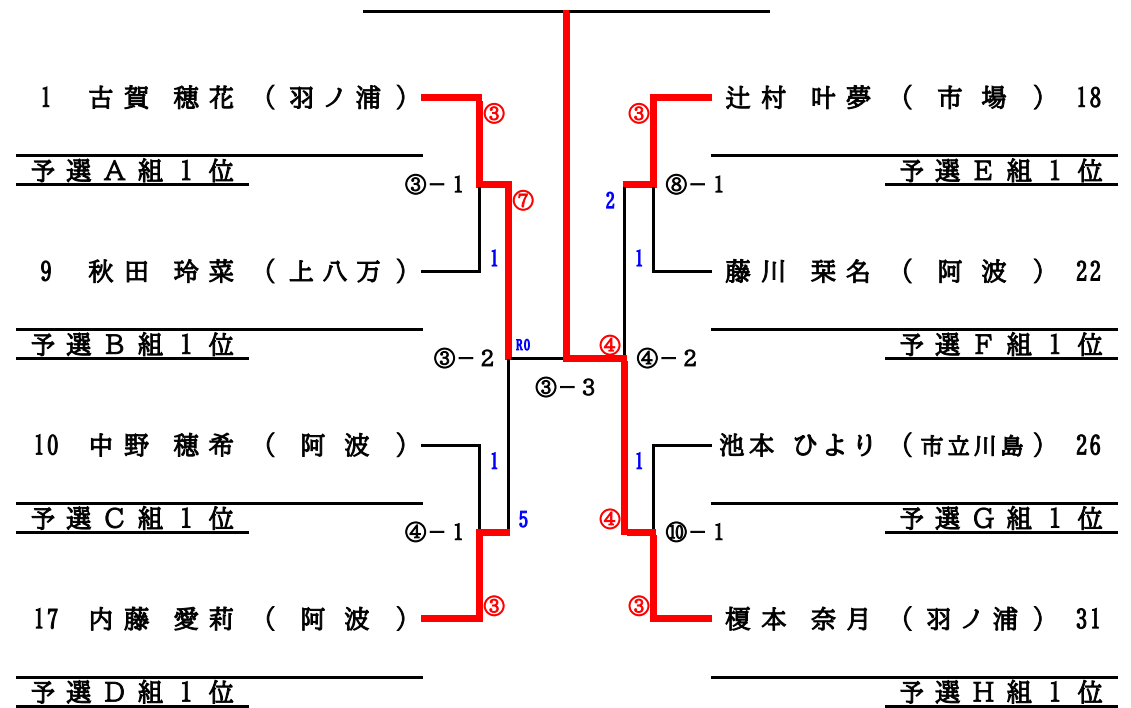 1 古賀 穂花 （羽ノ浦） ③ ③ 辻村 叶夢 （市場） 18
予選A組1位 ③－1 ⑧－1 予選E組1位
⑦ 2
9 秋田 玲菜 （上八万） 1 1 藤川 栞名 （阿波） 22
予選B組1位 ③－2 R0 ④ ④－2 予選F組1位
③－3
10 中野 穂希 （阿波） 1 1 池本 ひより （市立川島） 26
予選C組1位 ④－1 5 ④ ⑩－1 予選G組1位
17 内藤 愛莉 （阿波） ③ ③ 榎本 奈月 （羽ノ浦） 31
予選D組1位 予選H組1位